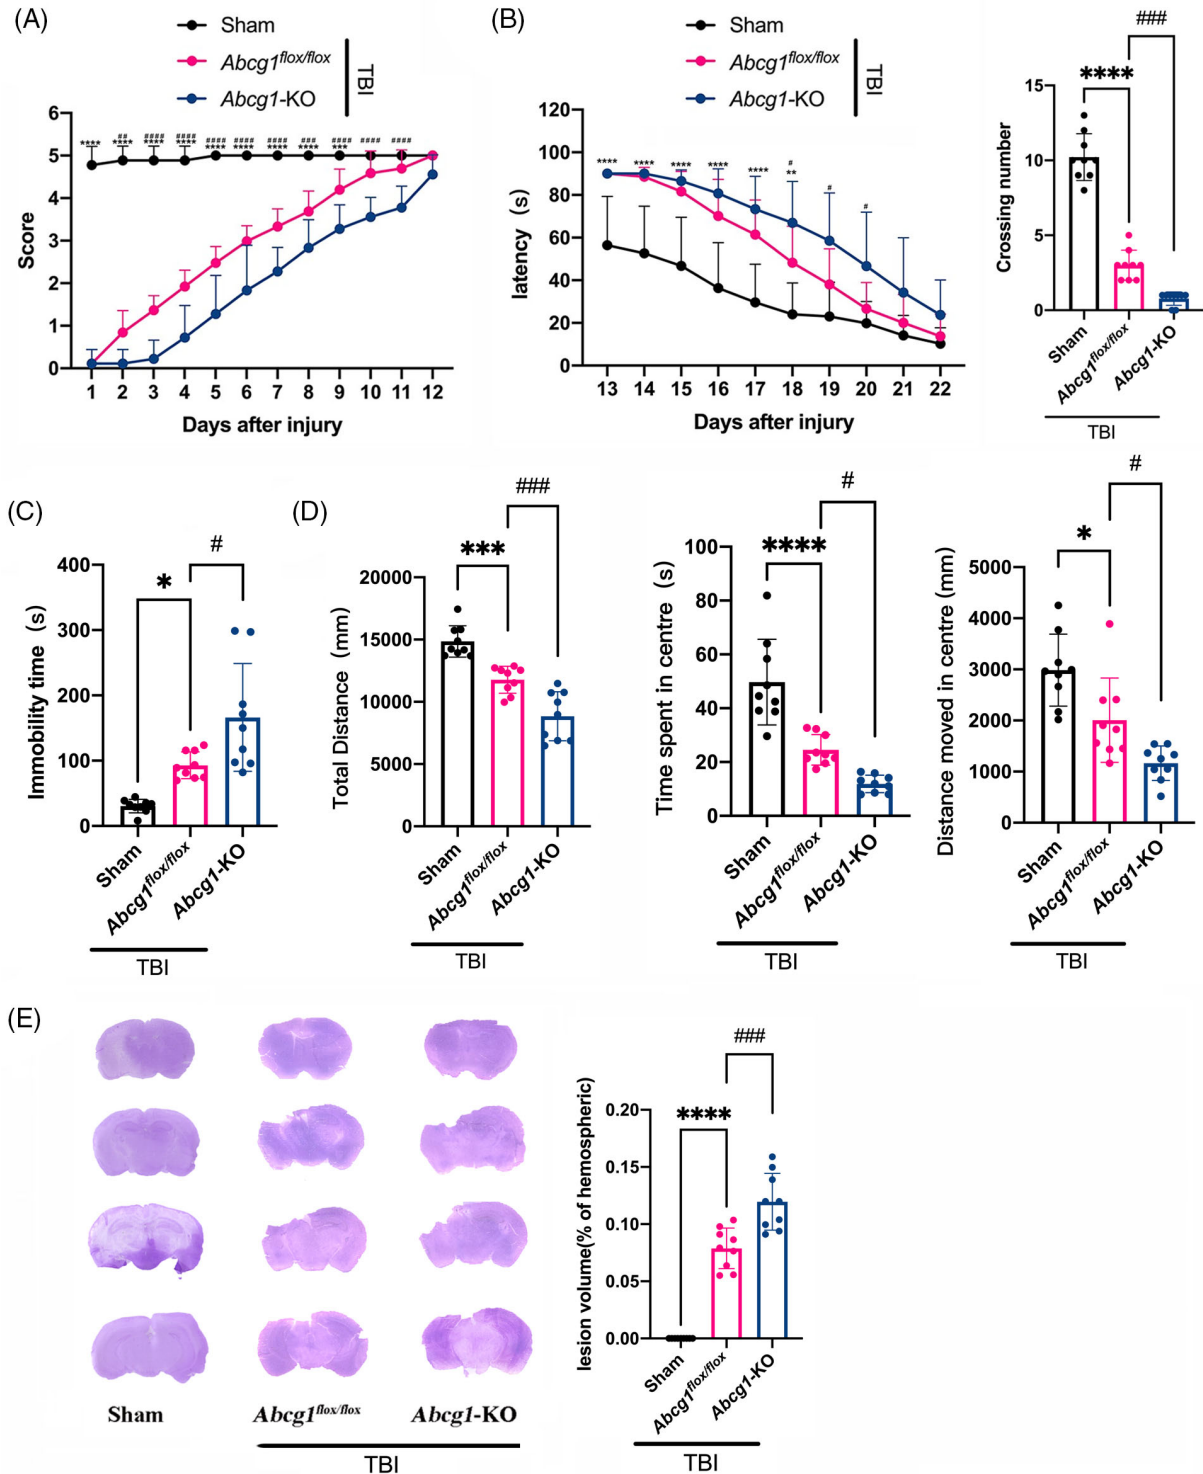 (A)
Sham
Abcg1flox/flox
Abcg1-KO
TBI
Score
6
5
4
3
2
1
0
**** ## #### #### #### #### #### ### #### #### ####
**** **** **** **** **** **** **** ***
1 2 3 4 5 6 7 8 9 10 11 12
Days after injury
(B)
Sham
Abcg1flox/flox
Abcg1-KO
TBI
latency (s)
120
100
80
60
40
20
0
**** **** **** **** **** # # #
**
13 14 15 16 17 18 19 20 21 22
Days after injury
###
****
Crossing number
15
10
5
0
Sham
Abcg1flox/flox
Abcg1-KO
TBI
(C)
#
*
Immobility time (s)
400
300
200
100
0
Sham
Abcg1flox/flox
Abcg1-KO
TBI
(D)
###
***
Total Distance (mm)
20000
15000
10000
5000
0
Sham
Abcg1flox/flox
Abcg1-KO
TBI
#
****
Time spent in centre (s)
100
80
60
40
20
0
Sham
Abcg1flox/flox
Abcg1-KO
TBI
#
*
Distance moved in centre (mm)
5000
4000
3000
2000
1000
0
Sham
Abcg1flox/flox
Abcg1-KO
TBI
(E)
Sham
Abcg1flox/flox
Abcg1-KO
TBI
###
****
lesion volume(% of hemospheric)
0.20
0.15
0.10
0.05
0.00
Sham
Abcg1flox/flox
Abcg1-KO
TBI